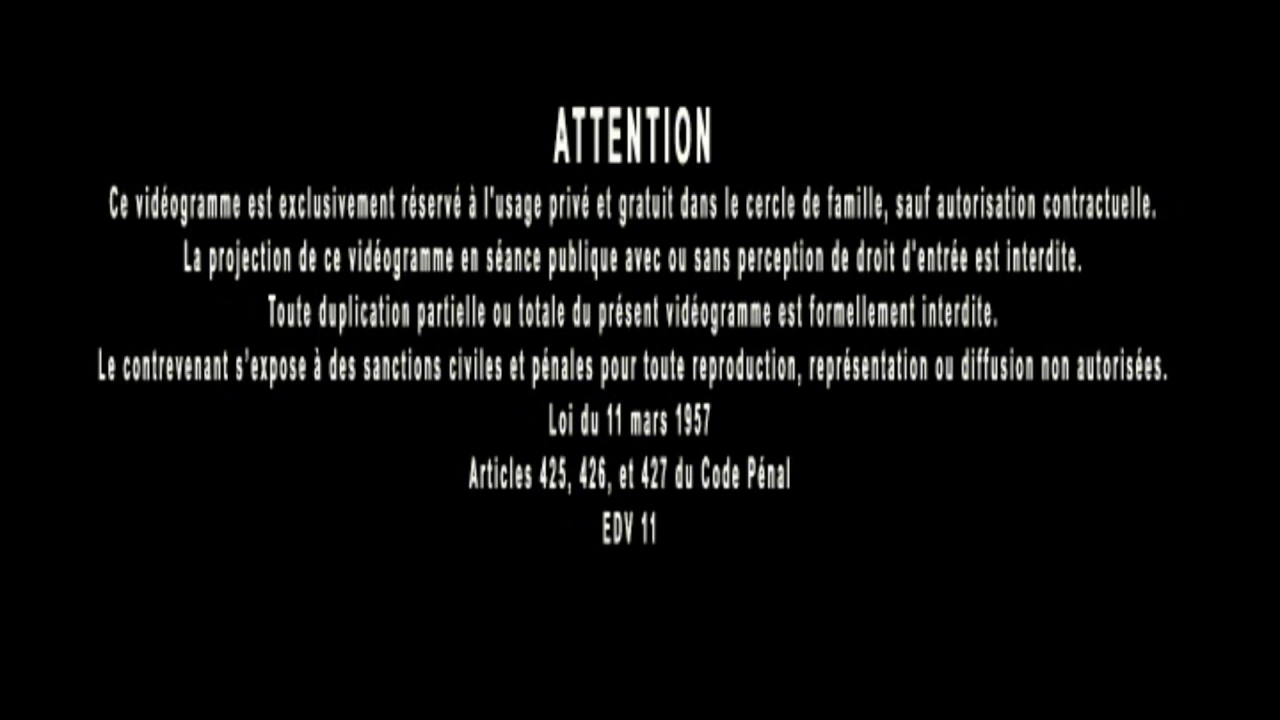 ATTENTION
Ce vidéogramme est exclusivement réservé à l'usage privé et gratuit dans le cercle de famille, sauf autorisation contractuelle.
La projection de ce vidéogramme en séance publique avec ou sans perception de droit d'entrée est interdite.
Toute duplication partielle ou totale du présent vidéogramme est formellement interdite.
Le contrevenant s'expose à des sanctions civiles et pénales pour toute reproduction, représentation ou diffusion non autorisées.
Loi du 11 mars 1957
Articles 425, 426, et 427 du Code Pénal
EDV 11